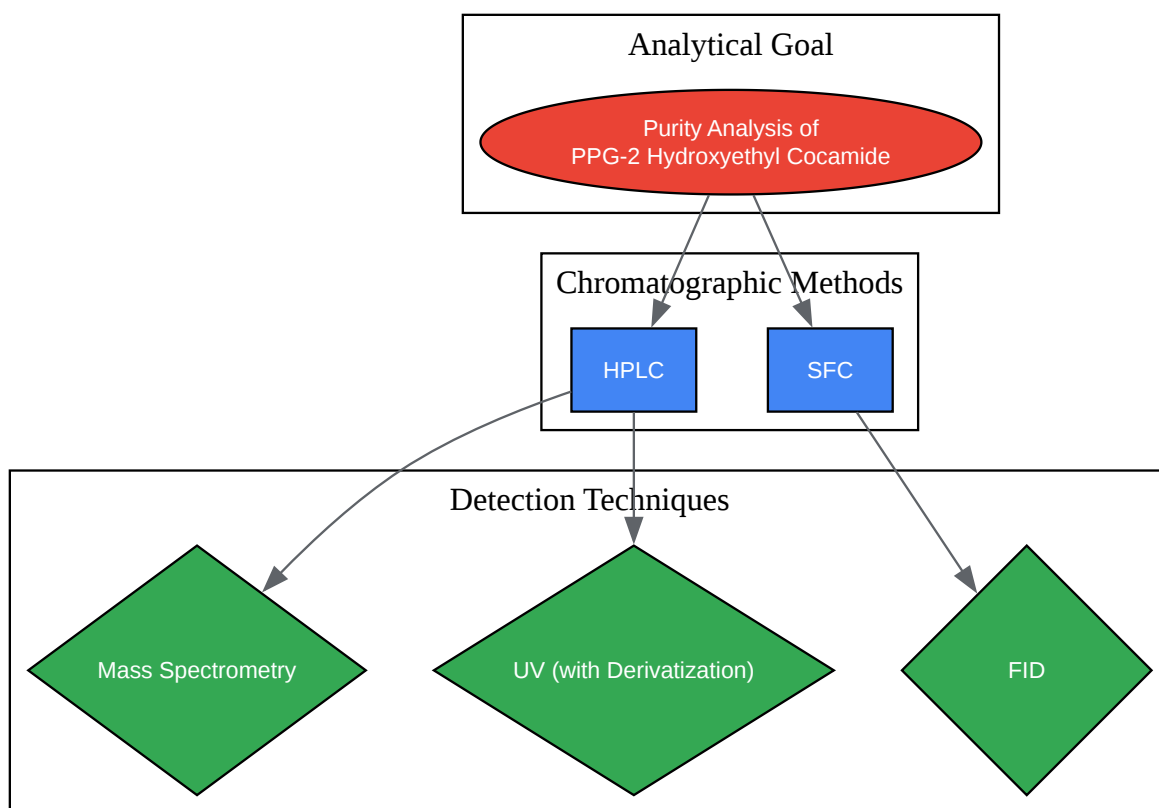 Analytical Goal
Purity Analysis of
PPG-2 Hydroxyethyl Cocamide
Chromatographic Methods
HPLC
SFC
Detection Techniques
Mass Spectrometry
UV (with Derivatization)
FID